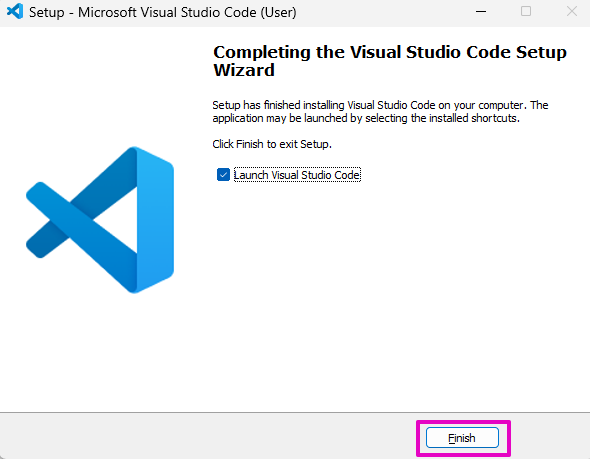 Setup - Microsoft Visual Studio Code (User)
Completing the Visual Studio Code Setup
Wizard
Setup has finished installing Visual Studio Code on your computer. The
application may be launched by selecting the installed shortcuts.
Click Finish to exit Setup.
Launch Visual Studio Code
Finish